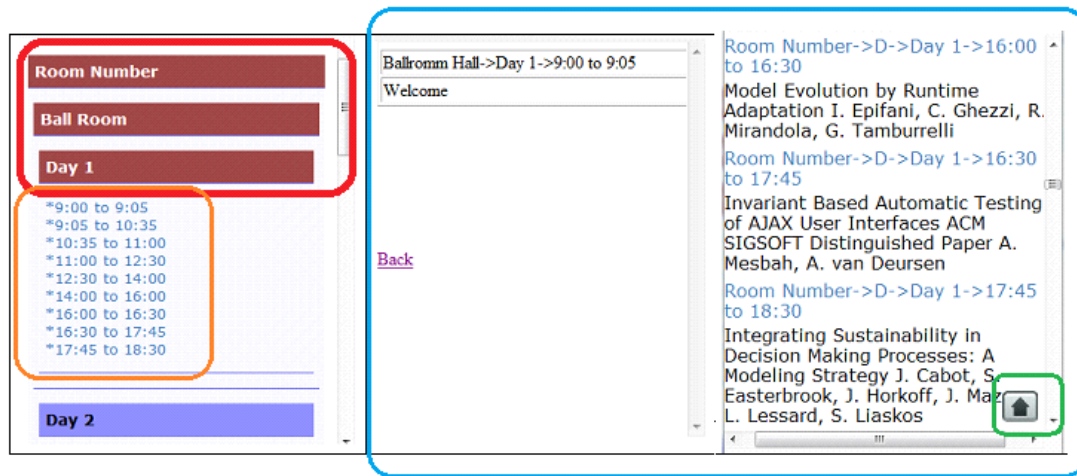 Room Number
Ball Room
Day 1
*9:00 to 9:05
*9:05 to 10:35
*10:35 to 11:00
*11:00 to 12:30
*12:30 to 14:00
*14:00 to 16:00
*16:00 to 16:30
*16:30 to 17:45
*17:45 to 18:30
Day 2
Ballromm Hall->Day 1->9:00 to 9:05
Welcome
Back
Room Number->D->Day 1->16:00
to 16:30
Model Evolution by Runtime
Adaptation I. Epifani, C. Ghezzi, R.
Mirandola, G. Tamburrelli
Room Number->D->Day 1->16:30
to 17:45
Invariant Based Automatic Testing
of AJAX User Interfaces ACM
SIGSOFT Distinguished Paper A.
Mesbah, A. van Deursen
Room Number->D->Day 1->17:45
to 18:30
Integrating Sustainability in
Decision Making Processes: A
Modeling Strategy J. Cabot, S.
Easterbrook, J. Horkoff, J.
L. Lessard, S. Liaskos